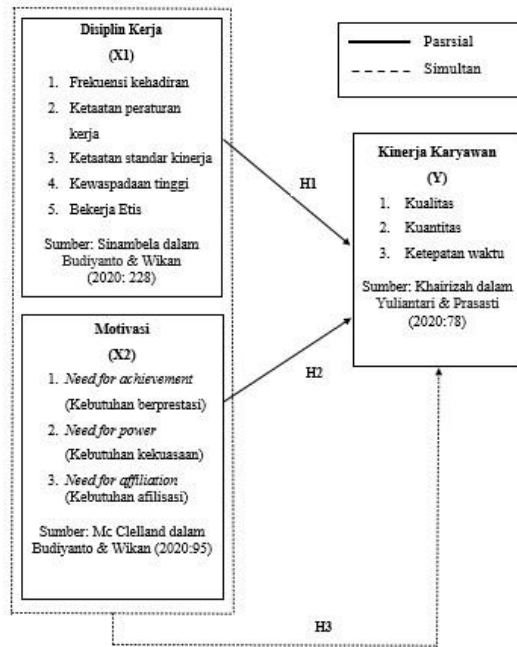 Disiplin Kerja
(X1)
1. Frekuensi kehadiran
2. Ketaatan peraturan
kerja
3. Ketaatan standar kinerja
4. Kewaspadaan tinggi
5. Bekerja Etis
Sumber: Sinambela dalam
Budiyanto & Wikan
(2020: 228)
Motivasi
(X2)
1. Need for achievement
(Kebutuhan berprestasi)
2. Need for power
(Kebutuhan kekuasaan)
3. Need for affiliation
(Kebutuhan afilisasi)
Sumber: Mc Clelland dalam
Budiyanto & Wikan (2020:95)
H1
H2
H3
Pasrsial
Simultan
Kinerja Karyawan
(Y)
1. Kualitas
2. Kuantitas
3. Ketepatan waktu
Sumber: Khairizah dalam
Yuliantari & Prasasti
(2020:78)